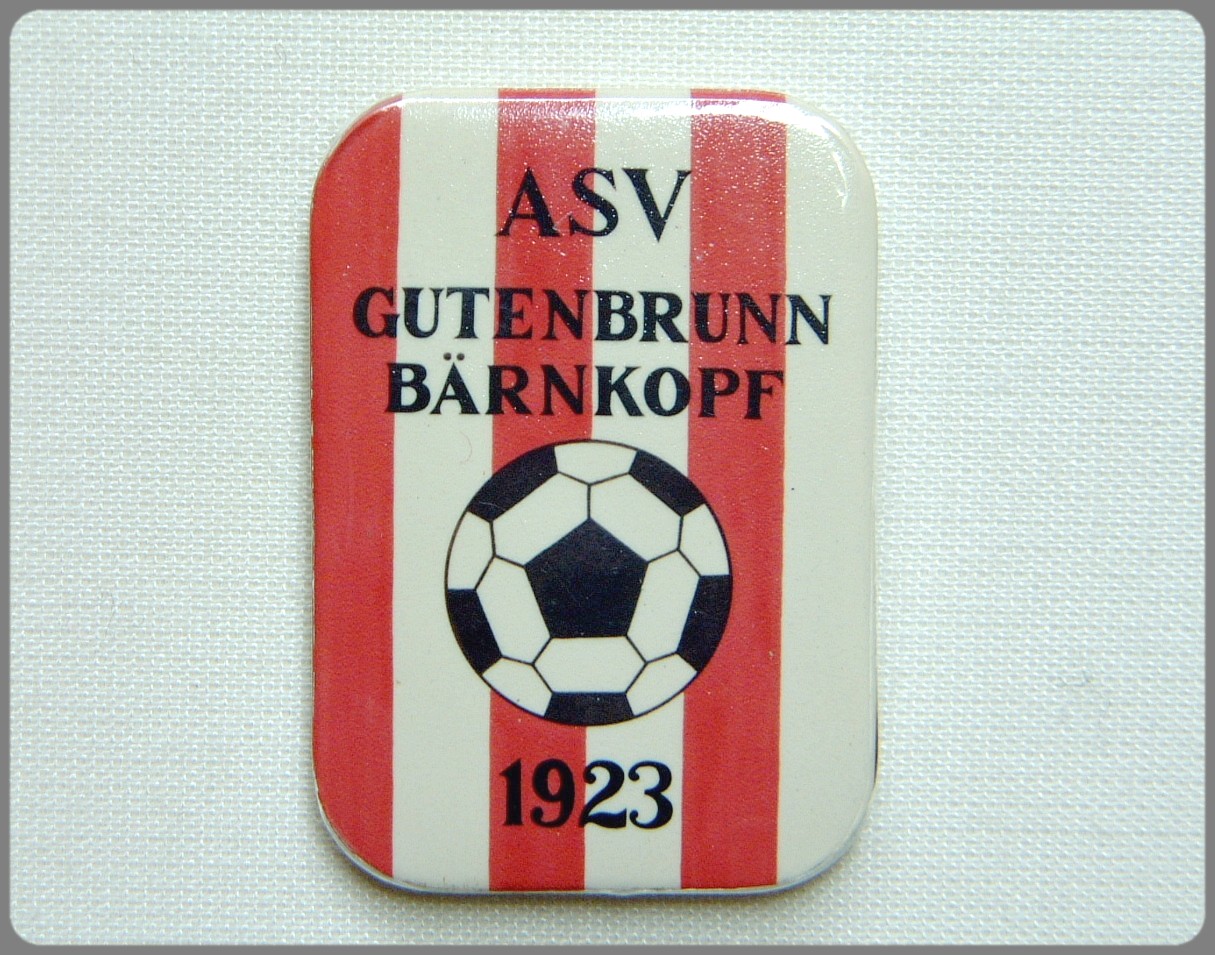 ASV
GUTENBRUNN
BÄRNKOPF
1923